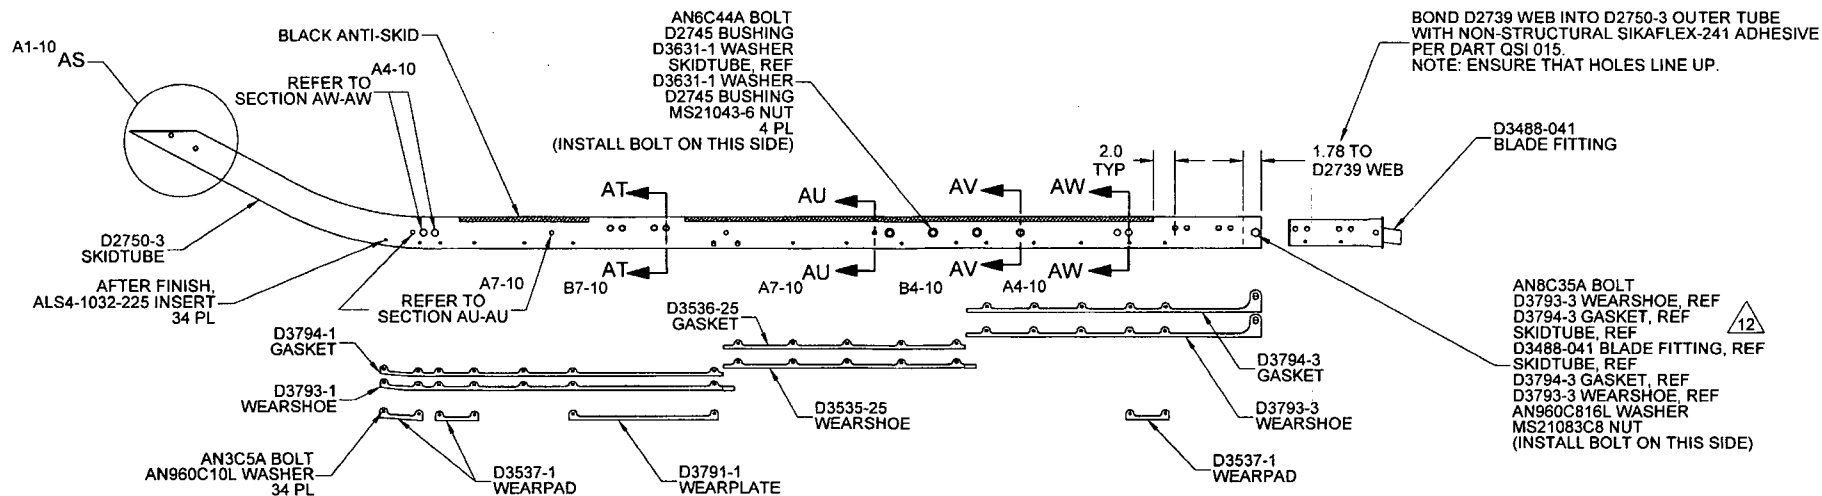 A1-10
AS
BLACK ANTI-SKID
A4-10
REFER TO
SECTION AW-AW
AN6C44A BOLT
D2745 BUSHING
D3631-1 WASHER
SKIDTUBE, REF
D3631-1 WASHER
D2745 BUSHING
MS21043-6 NUT
4 PL
(INSTALL BOLT ON THIS SIDE)
BOND D2739 WEB INTO D2750-3 OUTER TUBE
WITH NON-STRUCTURAL SIKAFLEX-241 ADHESIVE
PER DART QSI 015.
NOTE: ENSURE THAT HOLES LINE UP.
D3488-041
BLADE FITTING
2.0
TYP
1.78 TO
D2739 WEB
AT
AU
AV
AW
D2750-3
SKIDTUBE
AFTER FINISH,
ALS4-1032-225 INSERT
34 PL
REFER TO
SECTION AU-AU
A7-10
AT
B7-10
AU
A7-10
AV
B4-10
AW
A4-10
D3794-1
GASKET
D3793-1
WEARSHOE
AN3C5A BOLT
AN960C10L WASHER
34 PL
D3537-1
WEARPAD
D3791-1
WEARPLATE
D3536-25
GASKET
D3535-25
WEARSHOE
D3794-3
GASKET
D3793-3
WEARSHOE
D3537-1
WEARPAD
AN8C35A BOLT
D3793-3 WEARSHOE, REF
D3794-3 GASKET, REF
SKIDTUBE, REF
D3488-041 BLADE FITTING, REF
SKIDTUBE, REF
D3794-3 GASKET, REF
D3793-3 WEARSHOE, REF
AN960C816L WASHER
MS21083C8 NUT
(INSTALL BOLT ON THIS SIDE)
12